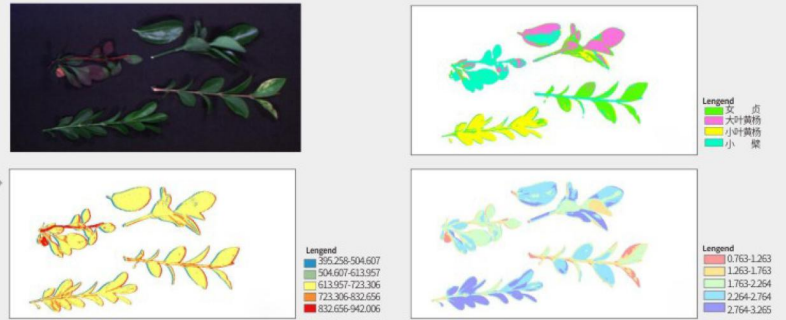 Lengend
女 贞
大叶黄杨
小叶黄杨
小 檗
Lengend
395.258-504.607
504.607-613.957
613.957-723.306
723.306-832.656
832.656-942.006
Lengend
0.763-1.263
1.263-1.763
1.763-2.264
2.264-2.764
2.764-3.265